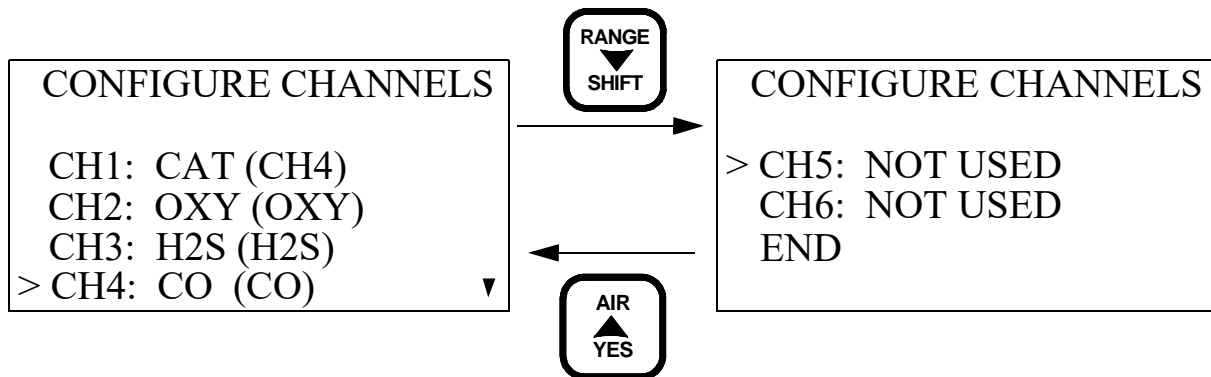 CONFIGURE CHANNELS
CH1: CAT (CH4)
CH2: OXY (OXY)
CH3: H2S (H2S)
> CH4: CO (CO) ▼
RANGE
SHIFT
AIR
YES
CONFIGURE CHANNELS
> CH5: NOT USED
CH6: NOT USED
END